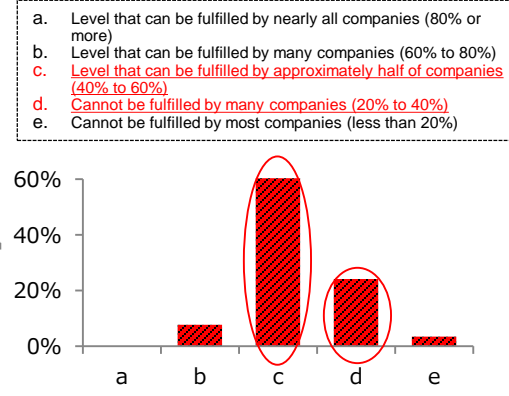 a. Level that can be fulfilled by nearly all companies (80% or
more)
b. Level that can be fulfilled by many companies (60% to 80%)
c. Level that can be fulfilled by approximately half of companies
(40% to 60%)
d. Cannot be fulfilled by many companies (20% to 40%)
e. Cannot be fulfilled by most companies (less than 20%)
60%
40%
20%
0%
a b c d e